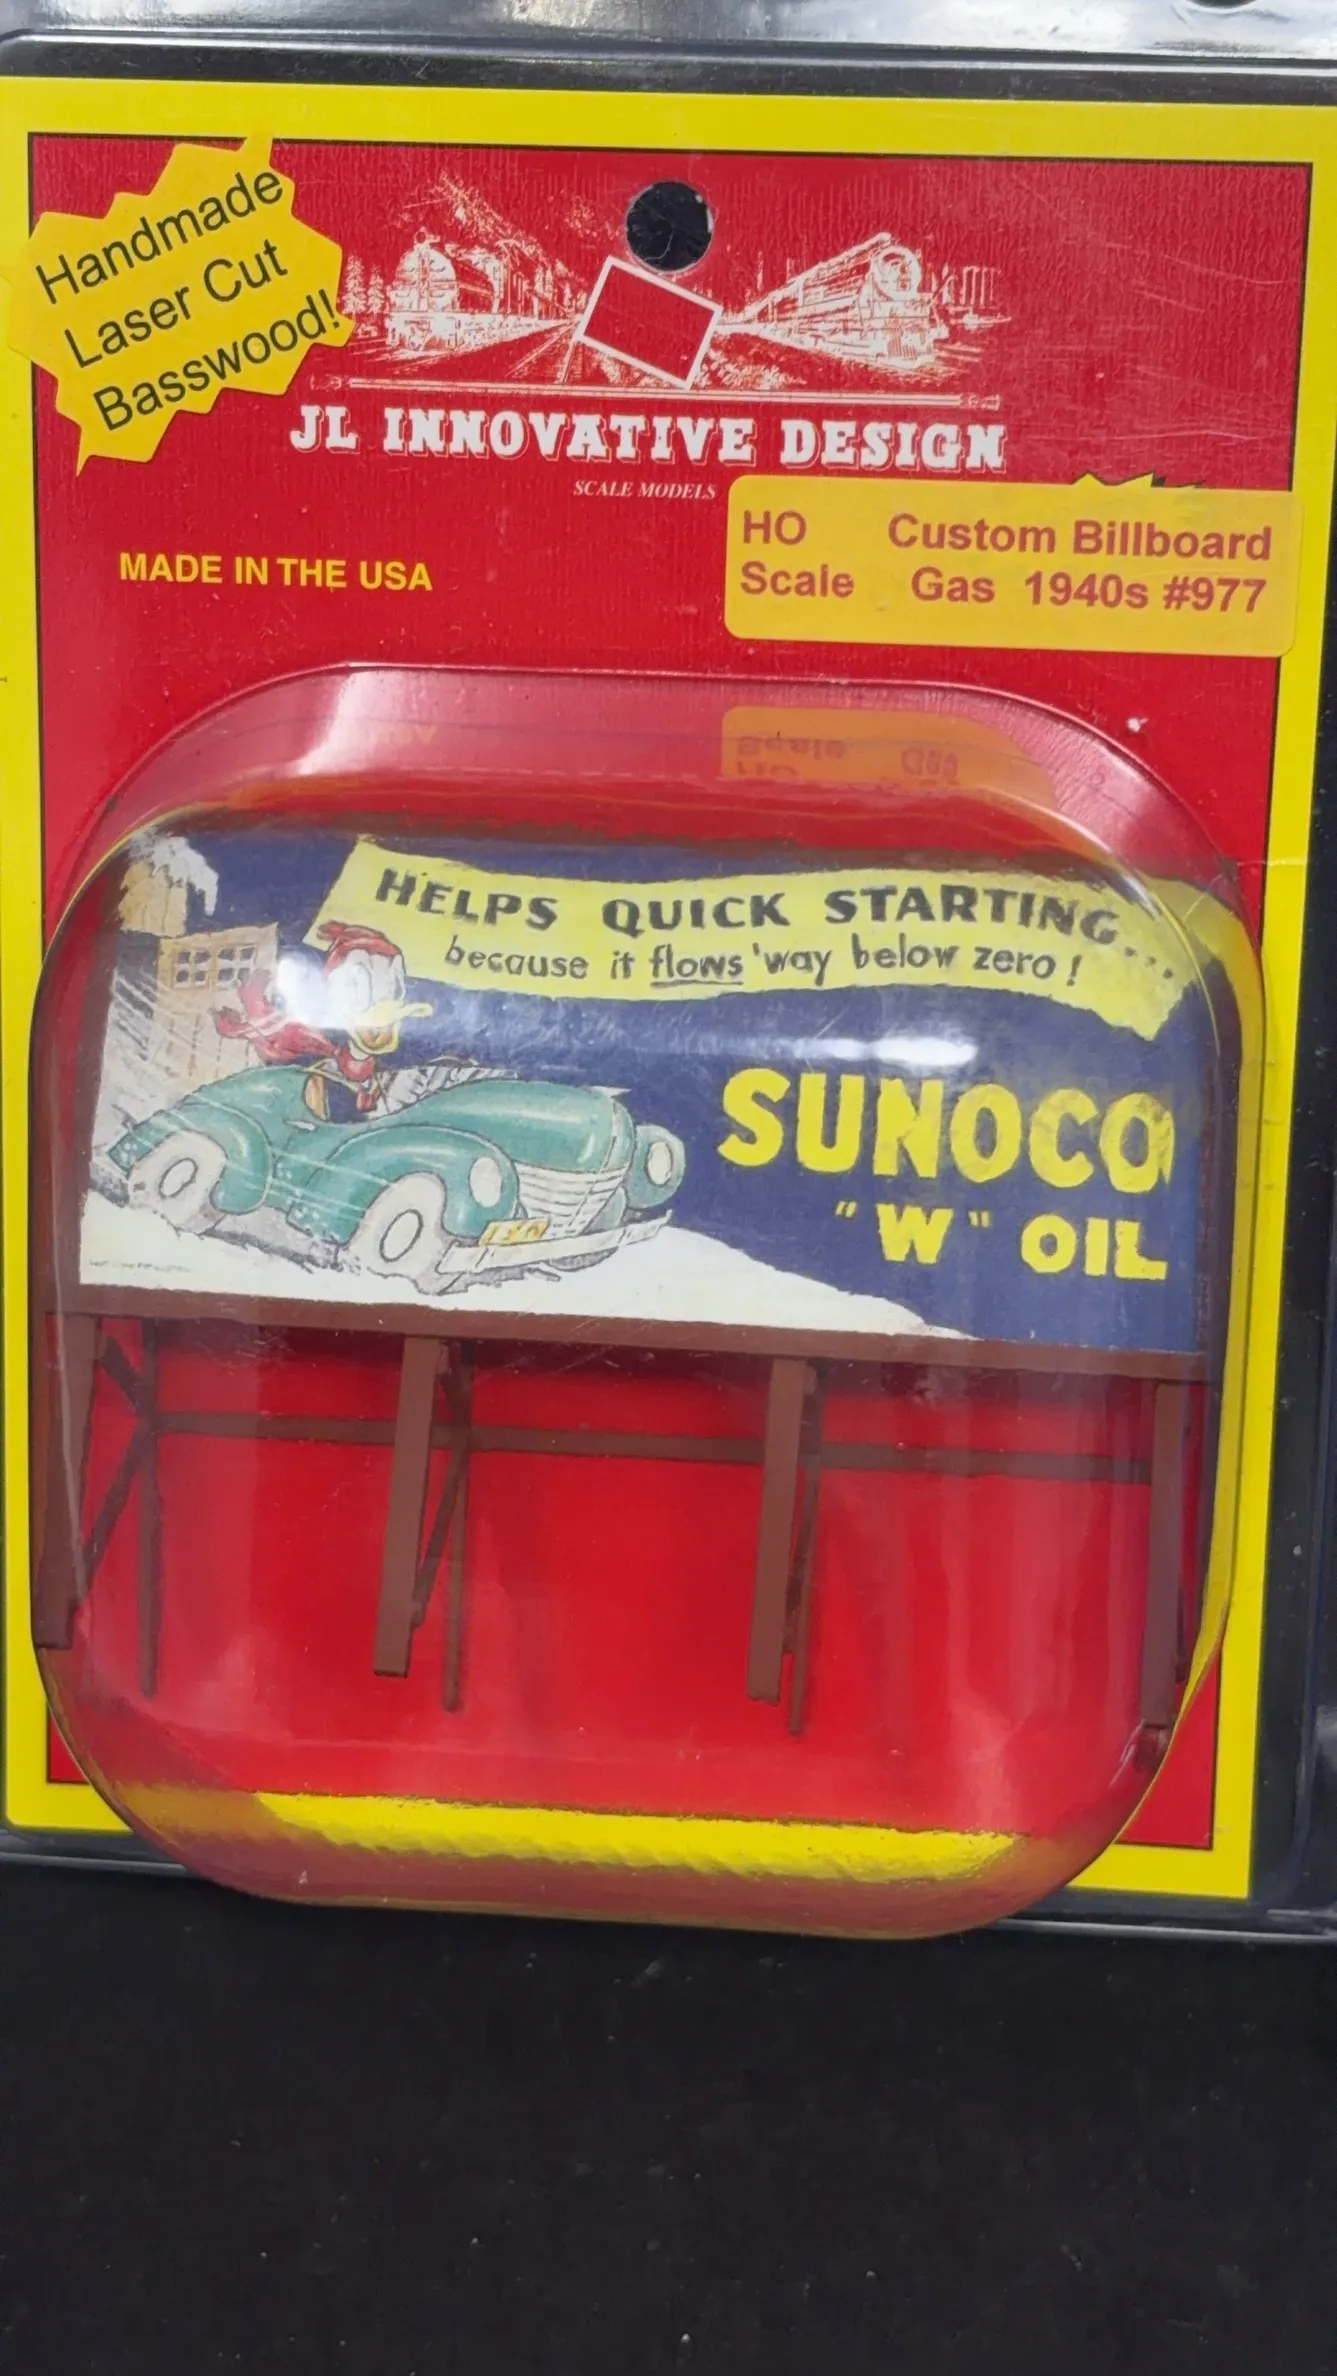 Handmade
Laser Cut
Basswood!
JL INNOVATIVE DESIGN
SCALE MODELS
MADE IN THE USA
HO Custom Billboard
Scale Gas 1940s #977
HELPS QUICK STARTING...
because it flows 'way below zero!
SUNOCO
"W" OIL